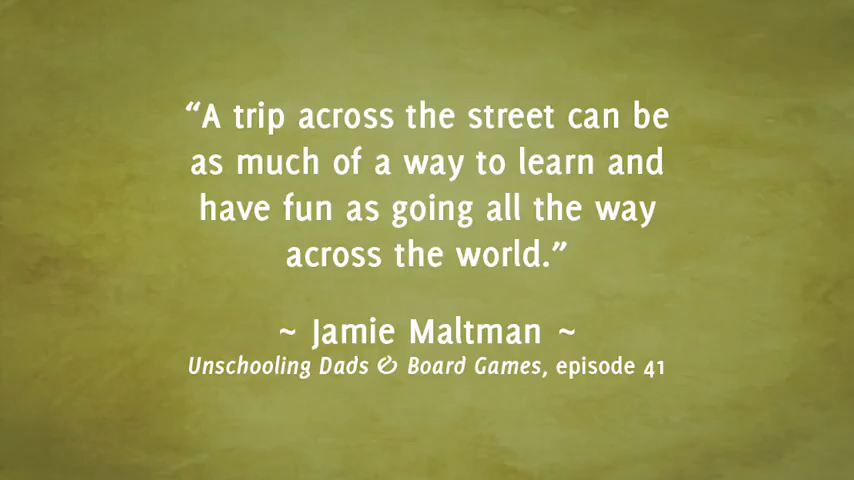 “A trip across the street can be
as much of a way to learn and
have fun as going all the way
across the world.”
~ Jamie Maltman ~
Unschooling Dads & Board Games, episode 41